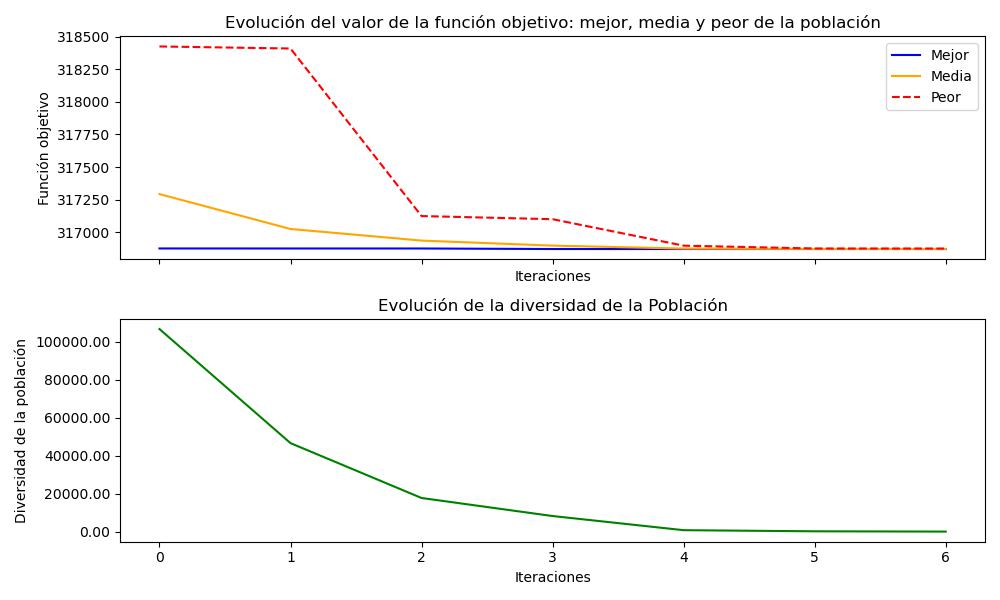 Evolución del valor de la función objetivo: mejor, media y peor de la población
Función objetivo
318500
318250
318000
317750
317500
317250
317000
Mejor
Media
Peor
Iteraciones
Evolución de la diversidad de la Población
Diversidad de la población
100000.00
80000.00
60000.00
40000.00
20000.00
0.00
0 1 2 3 4 5 6
Iteraciones